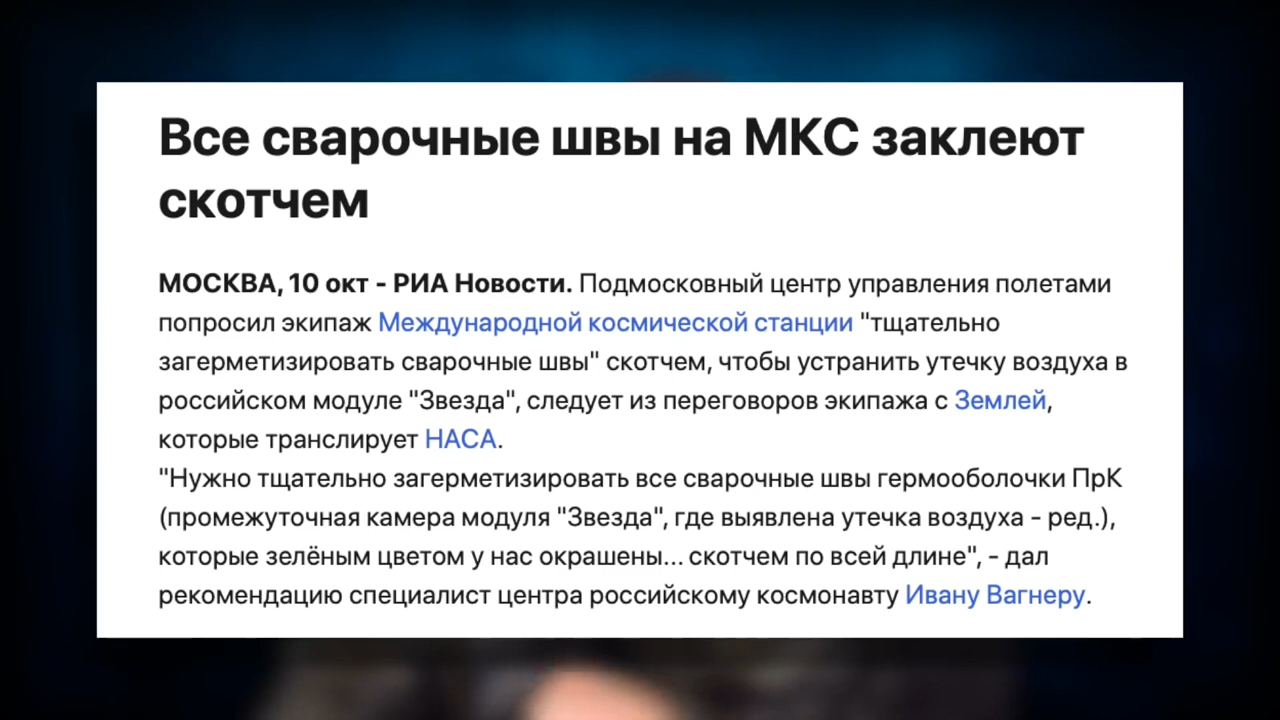 Все сварочные швы на МКС заклеют
скотчем
МОСКВА, 10 окт - РИА Новости. Подмосковный центр управления полетами
попросил экипаж Международной космической станции "тщательно
загерметизировать сварочные швы" скотчем, чтобы устранить утечку воздуха в
российском модуле "Звезда", следует из переговоров экипажа с Землей,
которые транслирует НАСА.
"Нужно тщательно загерметизировать все сварочные швы гермооболочки ПрК
(промежуточная камера модуля "Звезда", где выявлена утечка воздуха - ред.),
которые зелёным цветом у нас окрашены... скотчем по всей длине", - дал
рекомендацию специалист центра российскому космонавту Ивану Вагнеру.